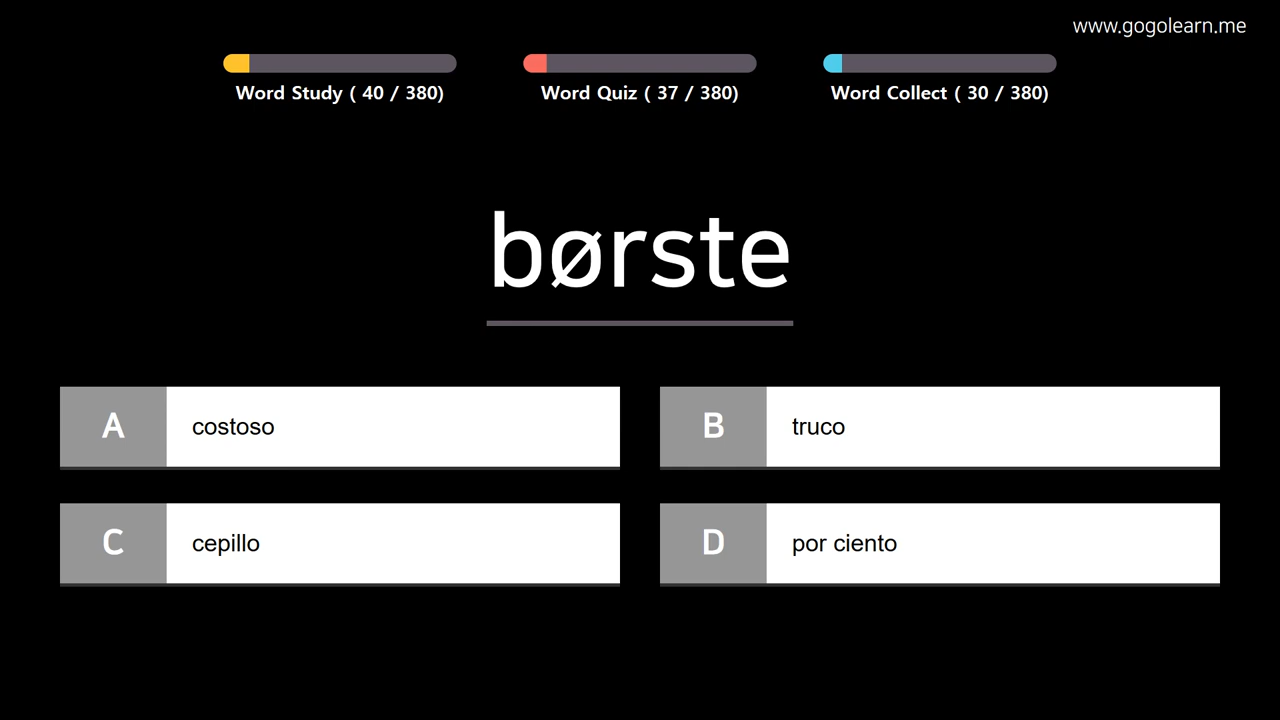 www.gogolearn.me
Word Study ( 40 / 380)
Word Quiz ( 37 / 380)
Word Collect ( 30 / 380)
børste
A costoso
B truco
C cepillo
D por ciento